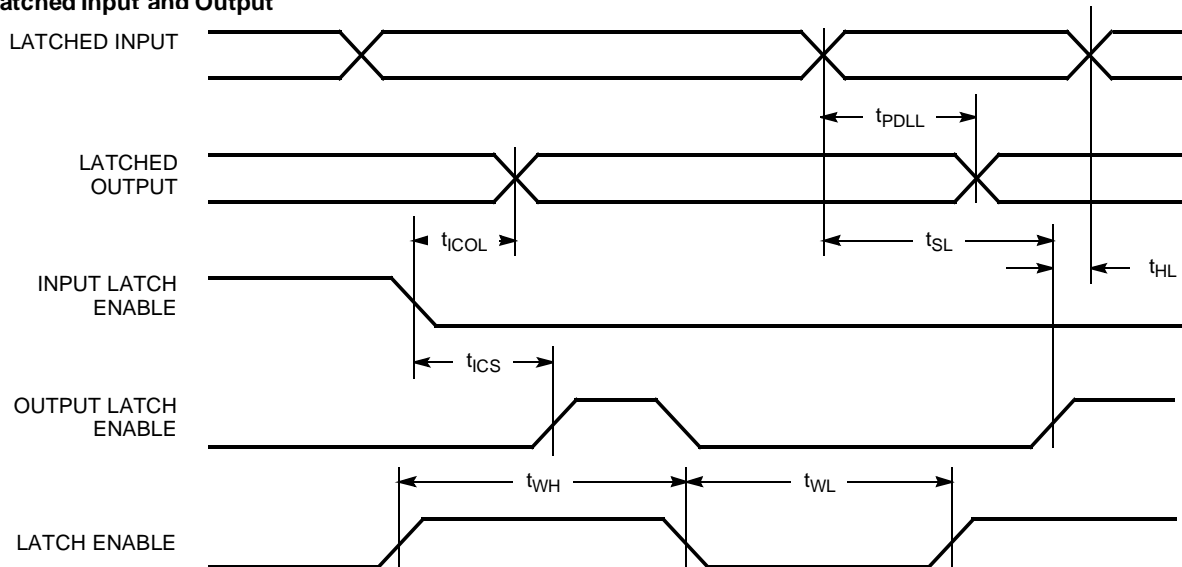 atched Input and Output
LATCHED INPUT
tPDLL
LATCHED
OUTPUT
tICOL
tSL
tHL
INPUT LATCH
ENABLE
tICS
OUTPUT LATCH
ENABLE
tWH
tWL
LATCH ENABLE